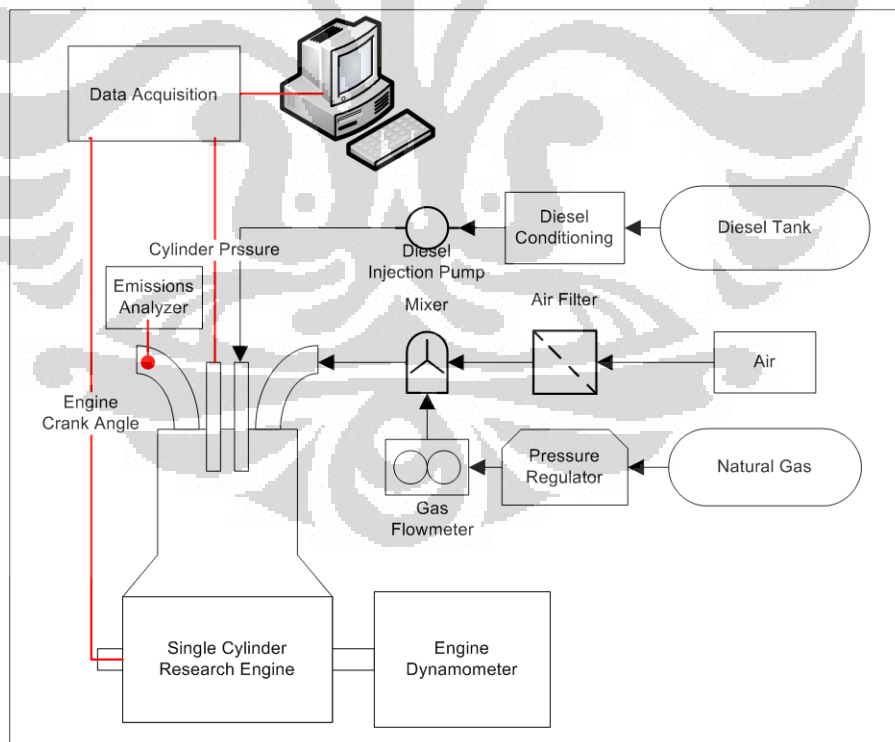 Data Acquisition
Diesel
Conditioning
Diesel Tank
Cylinder Prssure
Diesel
Injection Pump
Emissions
Analyzer
Mixer
Air Filter
Air
Engine
Crank Angle
Pressure
Regulator
Natural Gas
Gas
Flowmeter
Single Cylinder
Research Engine
Engine
Dynamometer